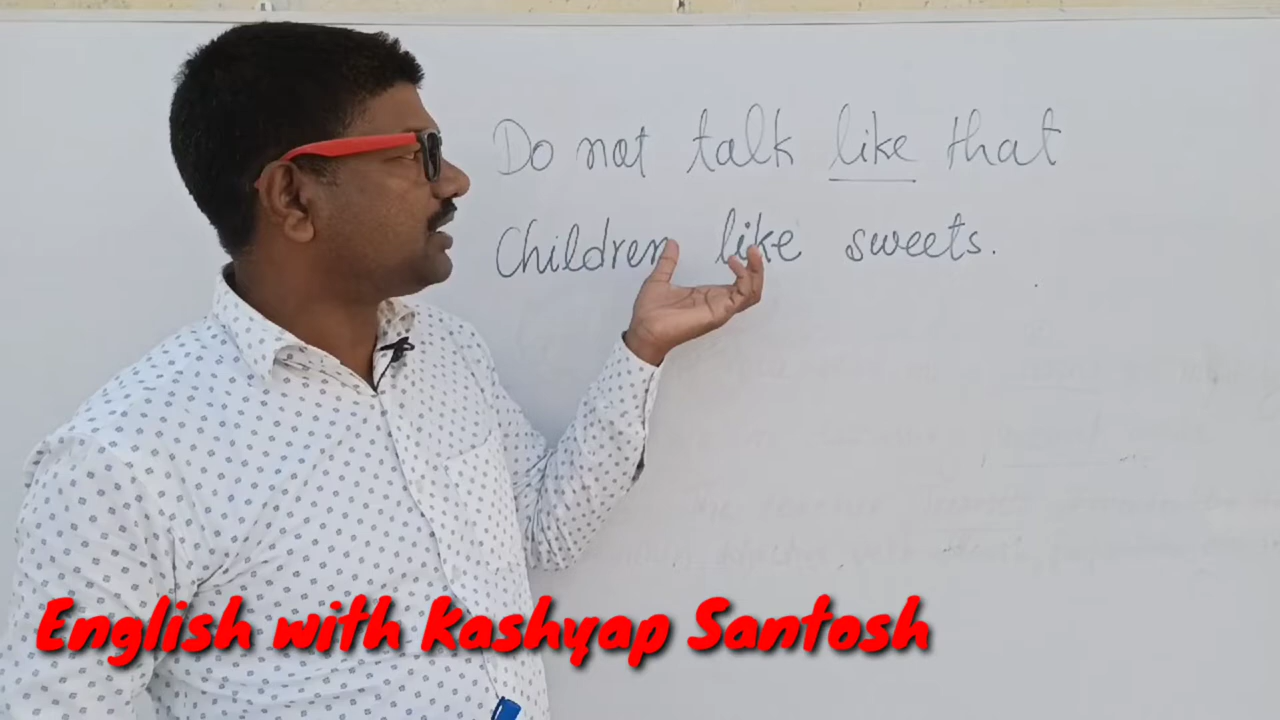 Do not talk like that
Children like sweets.
English with Kashyap Santosh